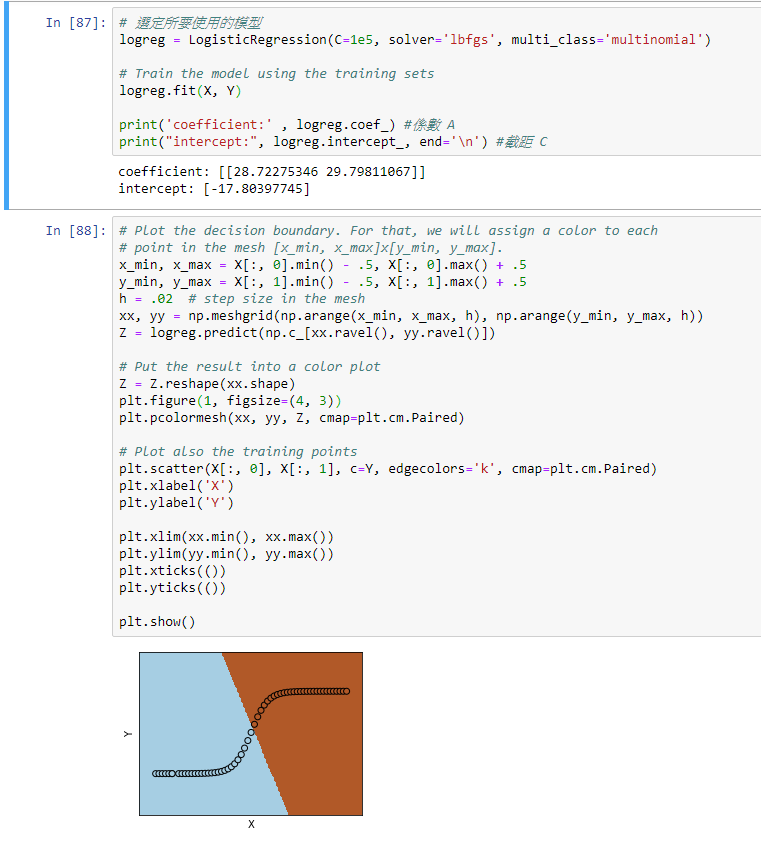 In [87]:
# 選定所要使用的模型
logreg = LogisticRegression(C=1e5, solver='lbfgs', multi_class='multinomial')
# Train the model using the training sets
logreg.fit(X, Y)
print('coefficient:' , logreg.coef_) #係數 A
print("intercept:", logreg.intercept_, end='\n') #截距 C
coefficient: [[28.72275346 29.79811067]]
intercept: [-17.80397745]
In [88]:
# Plot the decision boundary. For that, we will assign a color to each
# point in the mesh [x_min, x_max]x[y_min, y_max].
x_min, x_max = X[:, 0].min() - .5, X[:, 0].max() + .5
y_min, y_max = X[:, 1].min() - .5, X[:, 1].max() + .5
h = .02  # step size in the mesh
xx, yy = np.meshgrid(np.arange(x_min, x_max, h), np.arange(y_min, y_max, h))
Z = logreg.predict(np.c_[xx.ravel(), yy.ravel()])
# Put the result into a color plot
Z = Z.reshape(xx.shape)
plt.figure(1, figsize=(4, 3))
plt.pcolormesh(xx, yy, Z, cmap=plt.cm.Paired)
# Plot also the training points
plt.scatter(X[:, 0], X[:, 1], c=Y, edgecolors='k', cmap=plt.cm.Paired)
plt.xlabel('X')
plt.ylabel('Y')
plt.xlim(xx.min(), xx.max())
plt.ylim(yy.min(), yy.max())
plt.xticks(())
plt.yticks(())
plt.show()
Y
X